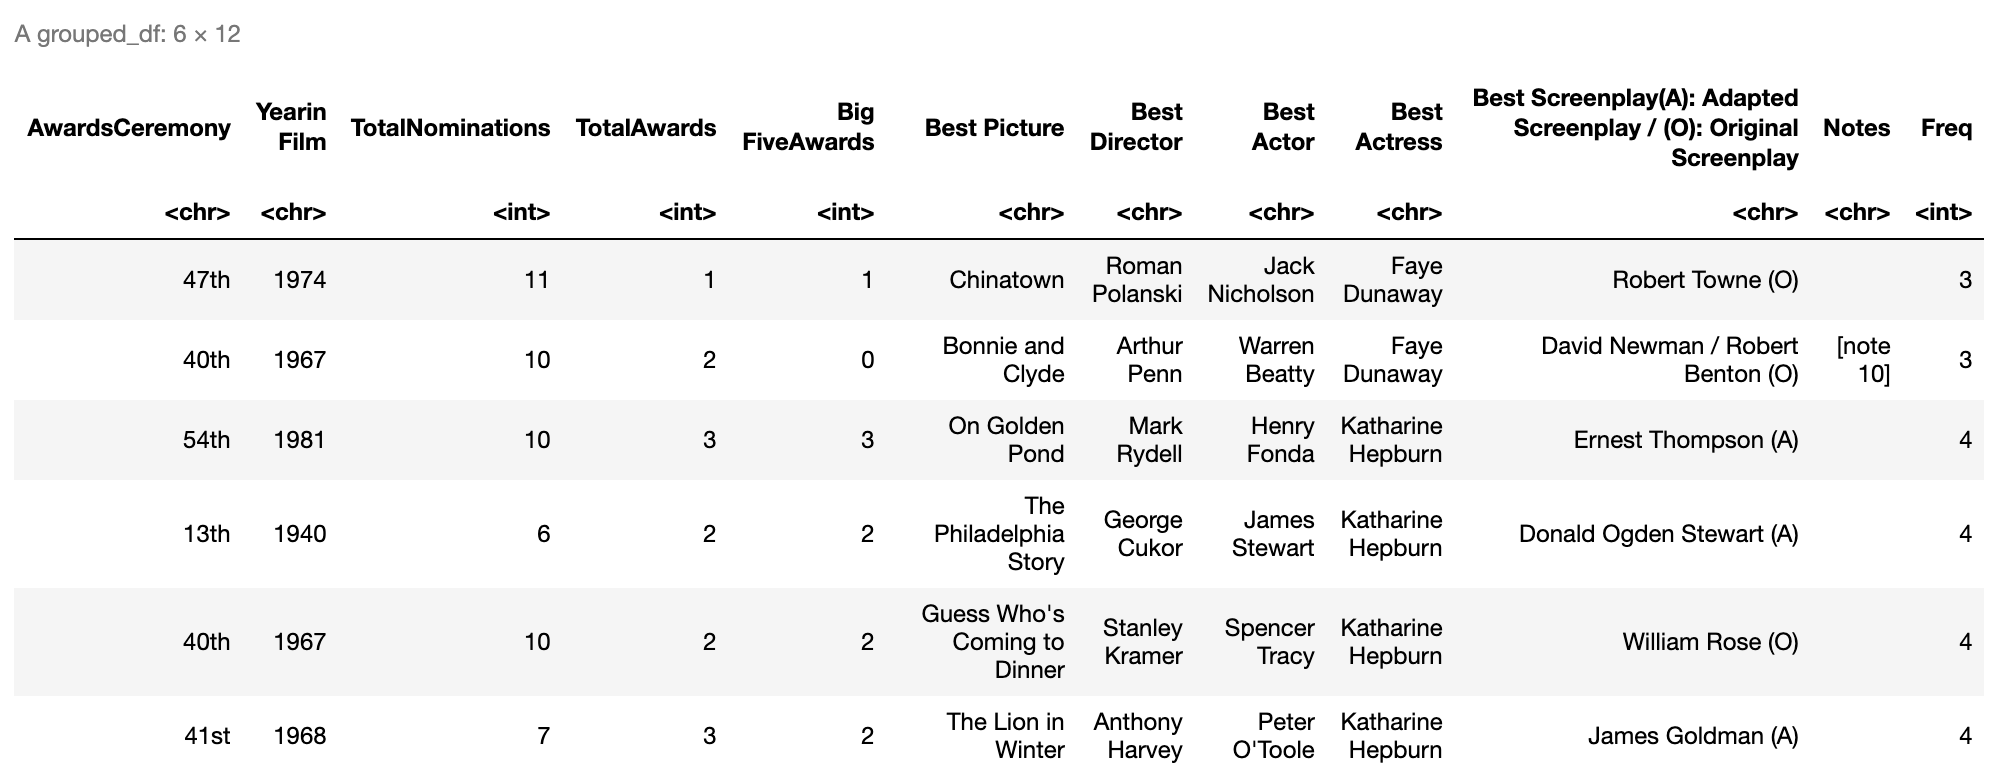 A grouped_df: 6 × 12
AwardsCeremony Yearin Film TotalNominations TotalAwards Big FiveAwards Best Picture Best Director Best Actor Best Actress Best Screenplay(A): Adapted Screenplay / (O): Original Screenplay Notes Freq
<chr> <chr> <int> <int> <int> <chr> <chr> <chr> <chr> <chr> <chr> <int>
47th 1974 11 1 1 Chinatown Roman Polanski Jack Nicholson Faye Dunaway Robert Towne (O) 3
40th 1967 10 2 0 Bonnie and Clyde Arthur Penn Warren Beatty Faye Dunaway David Newman / Robert Benton (O) [note 10] 3
54th 1981 10 3 3 On Golden Pond Mark Rydell Henry Fonda Katharine Hepburn Ernest Thompson (A) 4
13th 1940 6 2 2 The Philadelphia Story George Cukor James Stewart Katharine Hepburn Donald Ogden Stewart (A) 4
40th 1967 10 2 2 Guess Who's Coming to Dinner Stanley Kramer Spencer Tracy Katharine Hepburn William Rose (O) 4
41st 1968 7 3 2 The Lion in Winter Anthony Harvey Peter O'Toole Katharine Hepburn James Goldman (A) 4